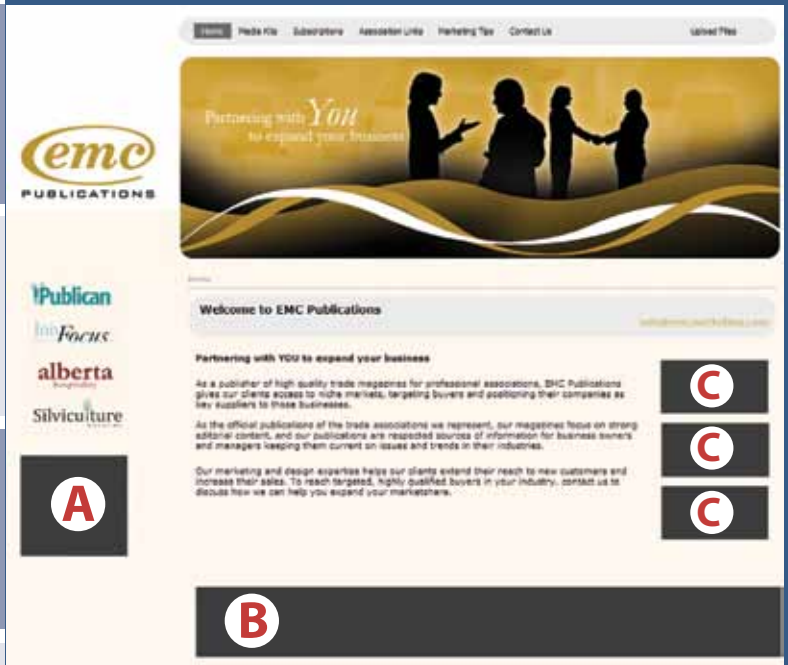 Home Media Kits Subscriptions Association Links Marketing Tips Contact Us Upload Files
Partnering with You
to expand your business
emc
PUBLICATIONS
Publican
InnFocus
alberta
hospitality
Silviculture
Home
Welcome to EMC Publications
Partnering with YOU to expand your business
As a publisher of high quality trade magazines for professional associations, EMC Publications
gives our clients access to niche markets, targeting buyers and positioning their companies as
key suppliers to those businesses.
As the official publications of the trade associations we represent, our magazines focus on strong
editorial content, and our publications are respected sources of information for business owners
and managers keeping them current on issues and trends in their industries.
Our marketing and design expertise helps our clients extend their reach to new customers and
increase their sales. To reach targeted, highly qualified buyers in your industry, contact us to
discuss how we can help you expand your marketshare.
C
C
C
A
B